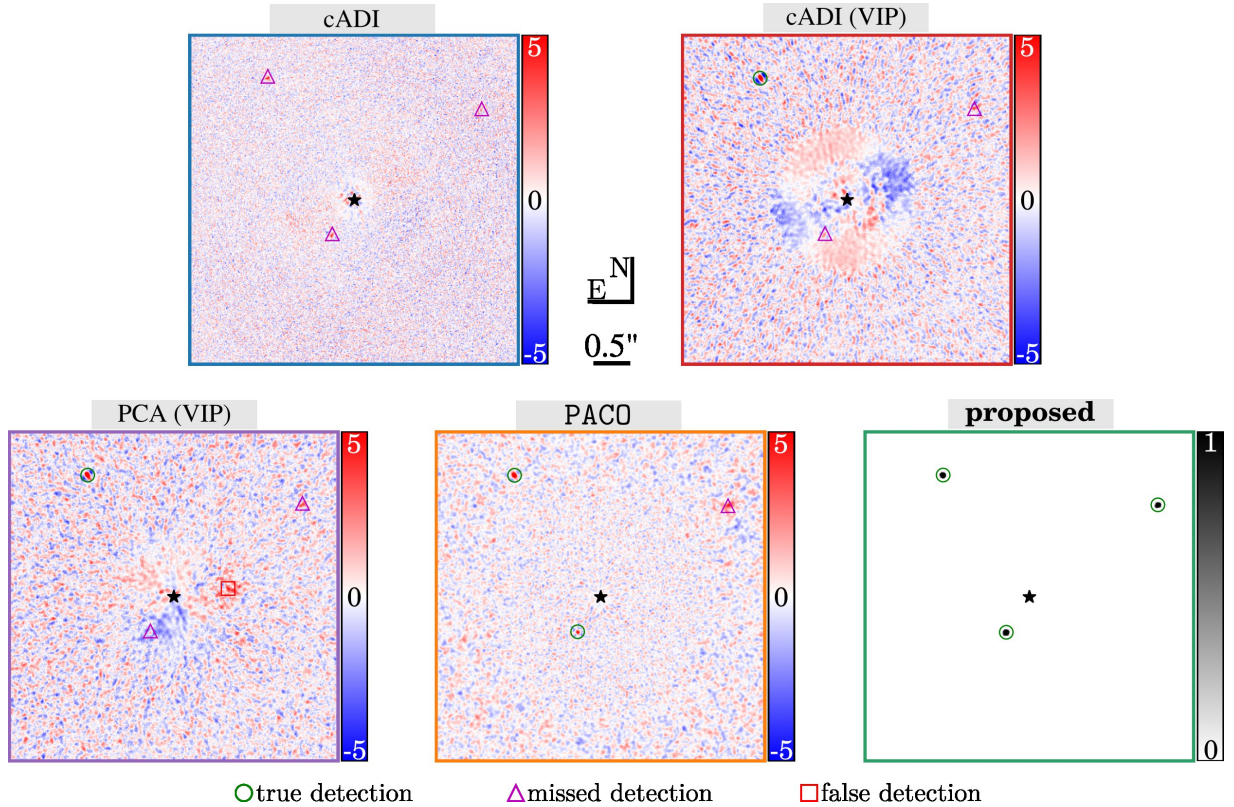 cADI
cADI (VIP)
5
0
-5
5
0
-5
N
E
0.5"
PCA (VIP)
PACO
proposed
5
0
-5
5
0
-5
1
0
true detection
missed detection
false detection